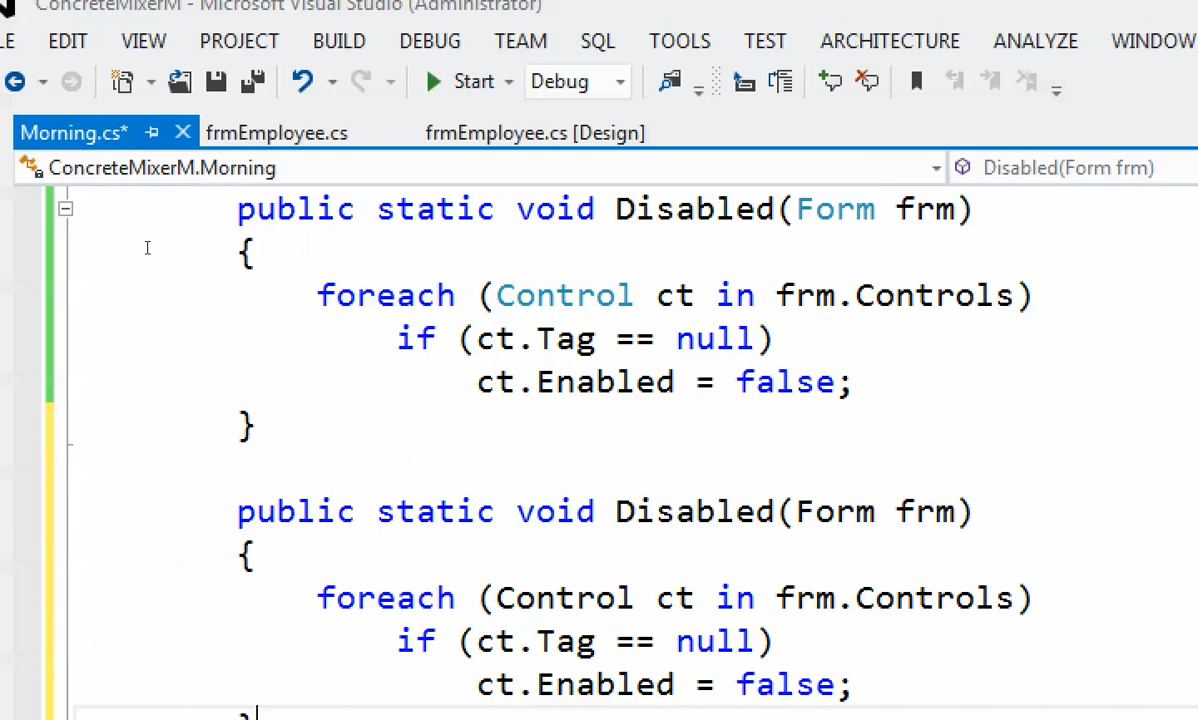 ConcreteMixerM - Microsoft Visual Studio (Administrator)
LE EDIT VIEW PROJECT BUILD DEBUG TEAM SQL TOOLS TEST ARCHITECTURE ANALYZE WINDOW
Start Debug
Morning.cs* frmEmployee.cs frmEmployee.cs [Design]
ConcreteMixerM.Morning Disabled(Form frm)
public static void Disabled(Form frm)
{
foreach (Control ct in frm.Controls)
if (ct.Tag == null)
ct.Enabled = false;
}
public static void Disabled(Form frm)
{
foreach (Control ct in frm.Controls)
if (ct.Tag == null)
ct.Enabled = false;
}